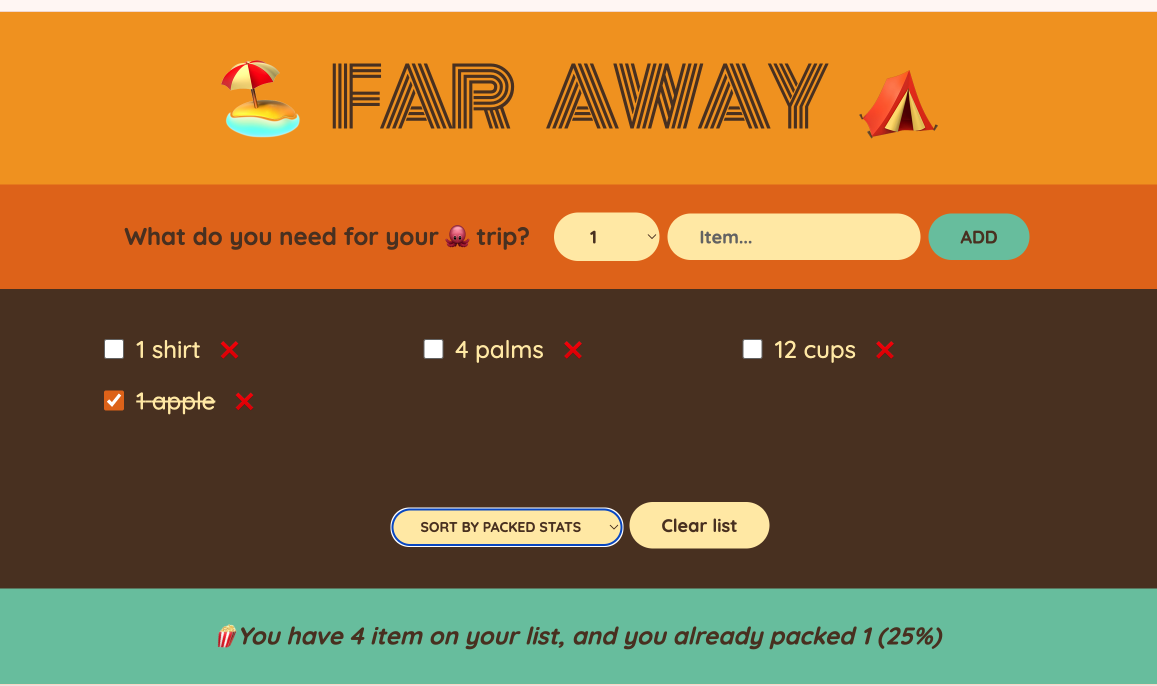 FAR AWAY
What do you need for your 🐙 trip? 1 Item... ADD
1 shirt ❌ 4 palms ❌ 12 cups ❌
1 apple ❌
SORT BY PACKED STATS Clear list
🍿You have 4 item on your list, and you already packed 1 (25%)